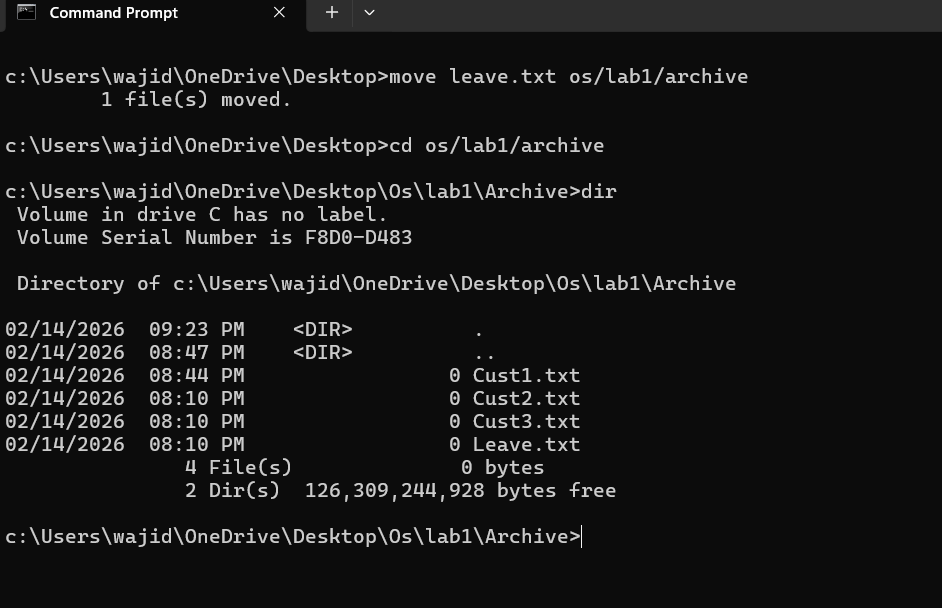 Command Prompt
c:\Users\wajid\OneDrive\Desktop>move leave.txt os/lab1/archive
        1 file(s) moved.
c:\Users\wajid\OneDrive\Desktop>cd os/lab1/archive
c:\Users\wajid\OneDrive\Desktop\Os\lab1\Archive>dir
 Volume in drive C has no label.
 Volume Serial Number is F8D0-D483
 Directory of c:\Users\wajid\OneDrive\Desktop\Os\lab1\Archive
02/14/2026  09:23 PM    <DIR>          .
02/14/2026  08:47 PM    <DIR>          ..
02/14/2026  08:44 PM                 0 Cust1.txt
02/14/2026  08:10 PM                 0 Cust2.txt
02/14/2026  08:10 PM                 0 Cust3.txt
02/14/2026  08:10 PM                 0 Leave.txt
               4 File(s)              0 bytes
               2 Dir(s)  126,309,244,928 bytes free
c:\Users\wajid\OneDrive\Desktop\Os\lab1\Archive>